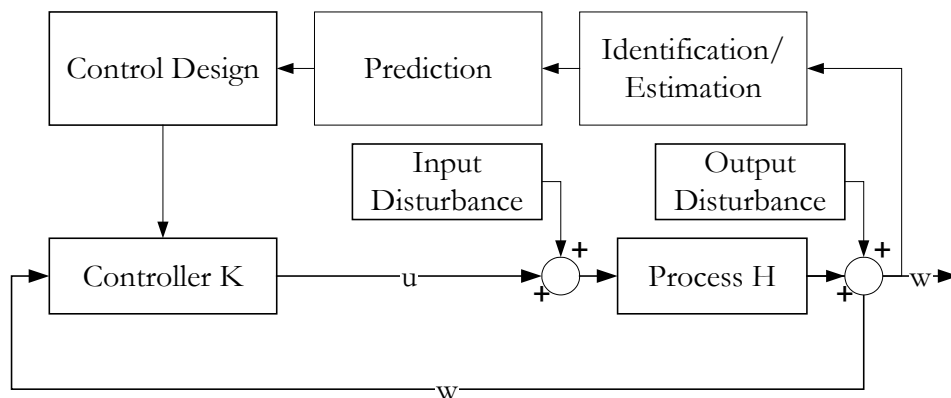 Control Design
Prediction
Identification/
Estimation
Input
Disturbance
Output
Disturbance
+
+
Controller K
u
+
Process H
+
w
w